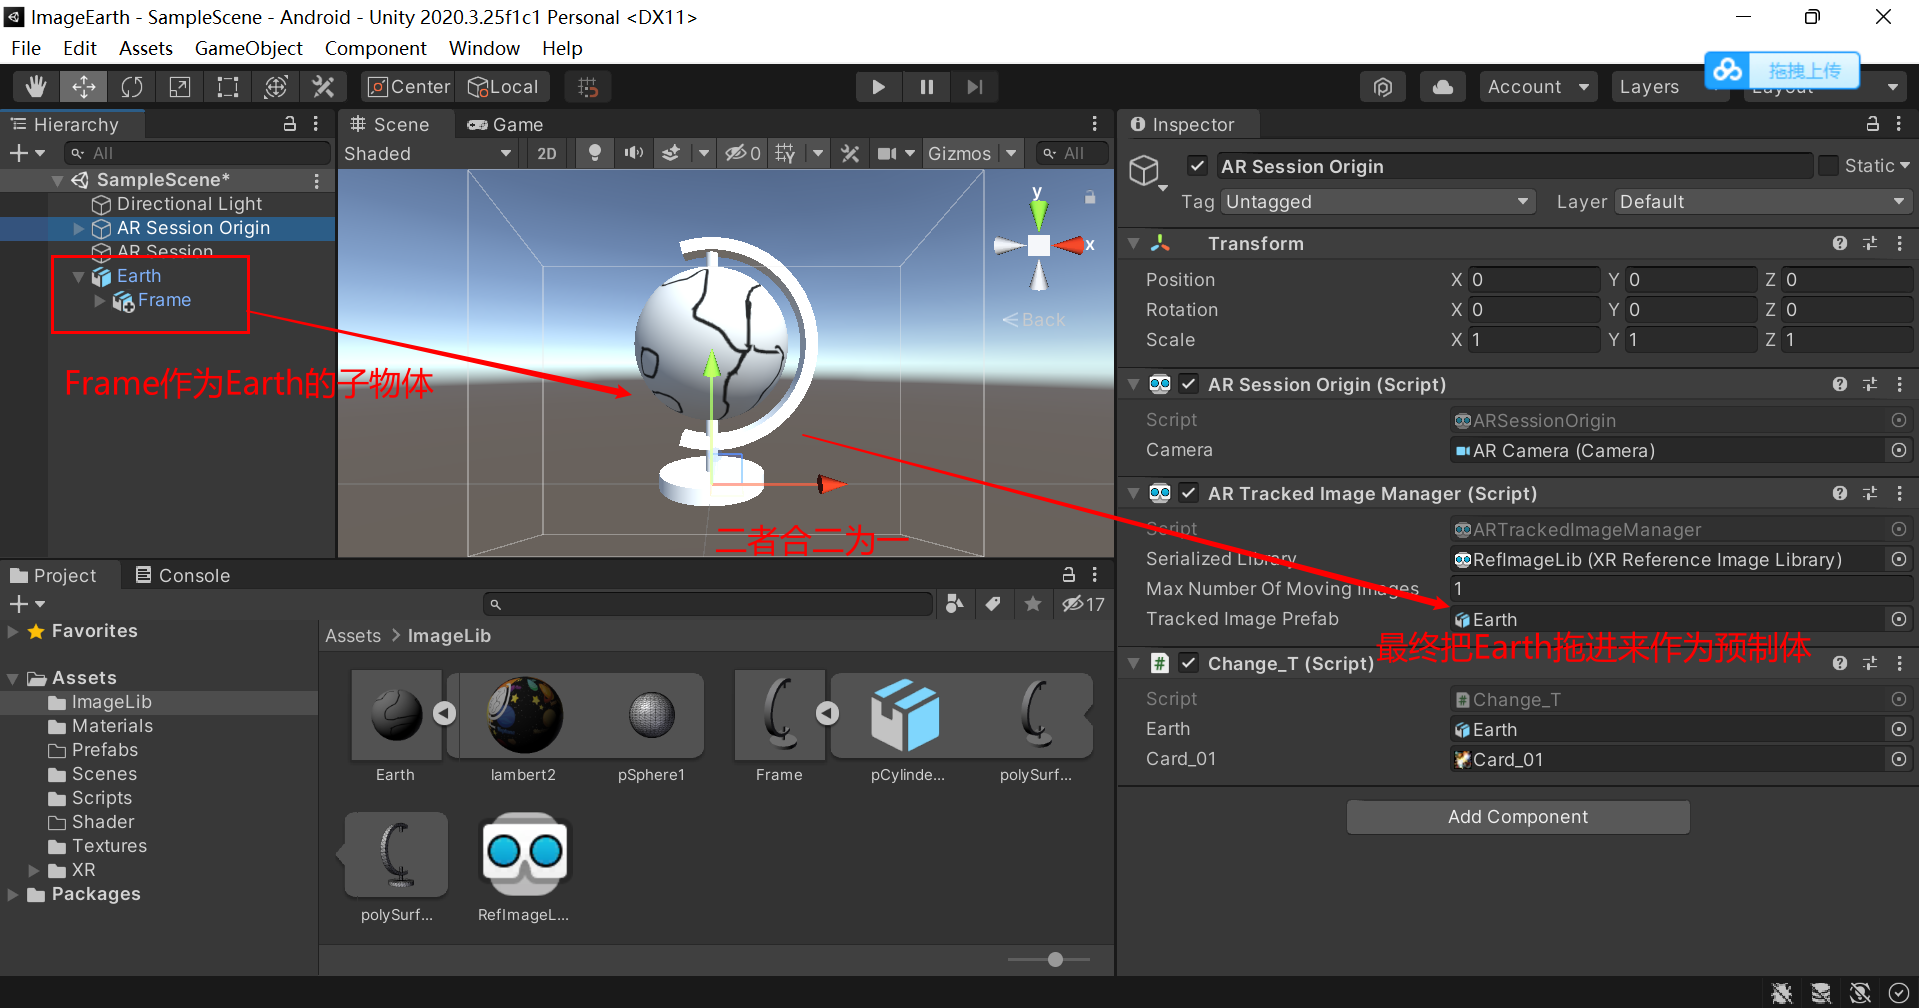 ImageEarth - SampleScene - Android - Unity 2020.3.25f1c1 Personal <DX11>
File Edit Assets GameObject Component Window Help
Center Local Account Layers 拖拽上传
Hierarchy
All
SampleScene*
Directional Light
AR Session Origin
AR Session
Earth
Frame
Frame作为Earth的子物体
Scene Game
Shaded 2D 0 Gizmos All
y
x
Back
二者合二为一
Inspector
AR Session Origin Static
Tag Untagged Layer Default
Transform
Position X 0 Y 0 Z 0
Rotation X 0 Y 0 Z 0
Scale X 1 Y 1 Z 1
AR Session Origin (Script)
Script ARSessionOrigin
Camera AR Camera (Camera)
AR Tracked Image Manager (Script)
Script ARTrackedImageManager
Serialized Library RefImageLib (XR Reference Image Library)
Max Number Of Moving Images 1
Tracked Image Prefab Earth
最终把Earth拖进来作为预制体
Change_T (Script)
Script Change_T
Earth Earth
Card_01 Card_01
Add Component
Project Console
17
Favorites
Assets
ImageLib
Materials
Prefabs
Scenes
Scripts
Shader
Textures
XR
Packages
Assets > ImageLib
Earth lambert2 pSphere1 Frame pCylinde... polySurf...
polySurf... RefImageL...